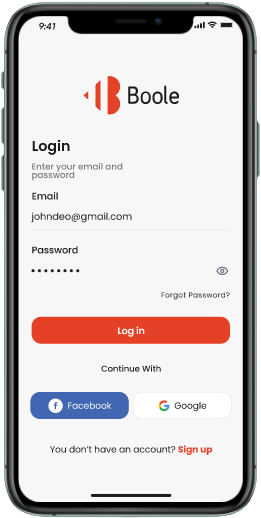 9:41
Boole
Login
Enter your email and
password
Email
johndeo@gmail.com
Password
Forgot Password?
Log in
Continue With
Facebook
Google
You don't have an account? Sign up